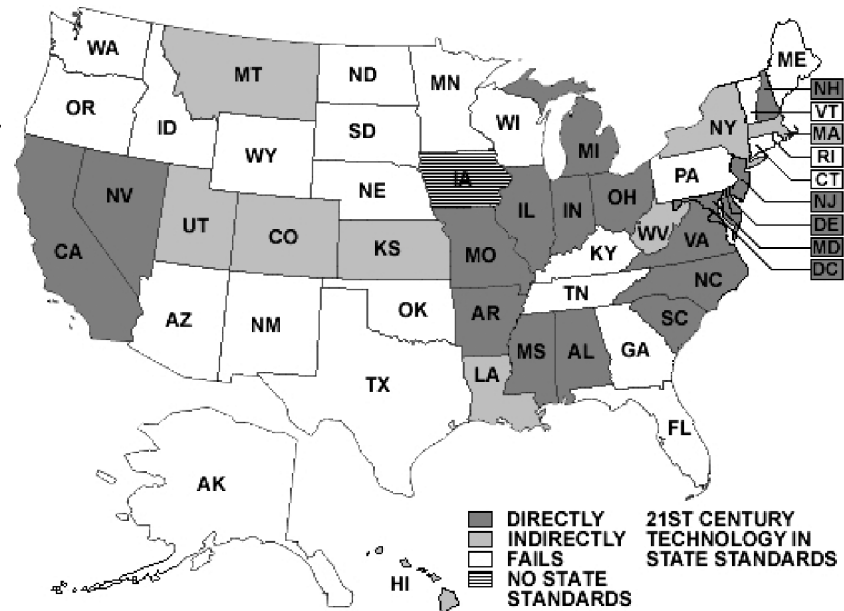 WA
MT
ND
MN
ME
OR
ID
SD
WI
NY
NH
VT
MA
RI
CT
NJ
DE
MD
DC
WY
MI
IA
NE
PA
NV
UT
CO
KS
IL
IN
OH
WV
VA
CA
MO
KY
NC
TN
AZ
NM
OK
AR
SC
MS
AL
GA
TX
LA
FL
AK
HI
DIRECTLY
INDIRECTLY
FAILS
NO STATE
STANDARDS
21ST CENTURY
TECHNOLOGY IN
STATE STANDARDS